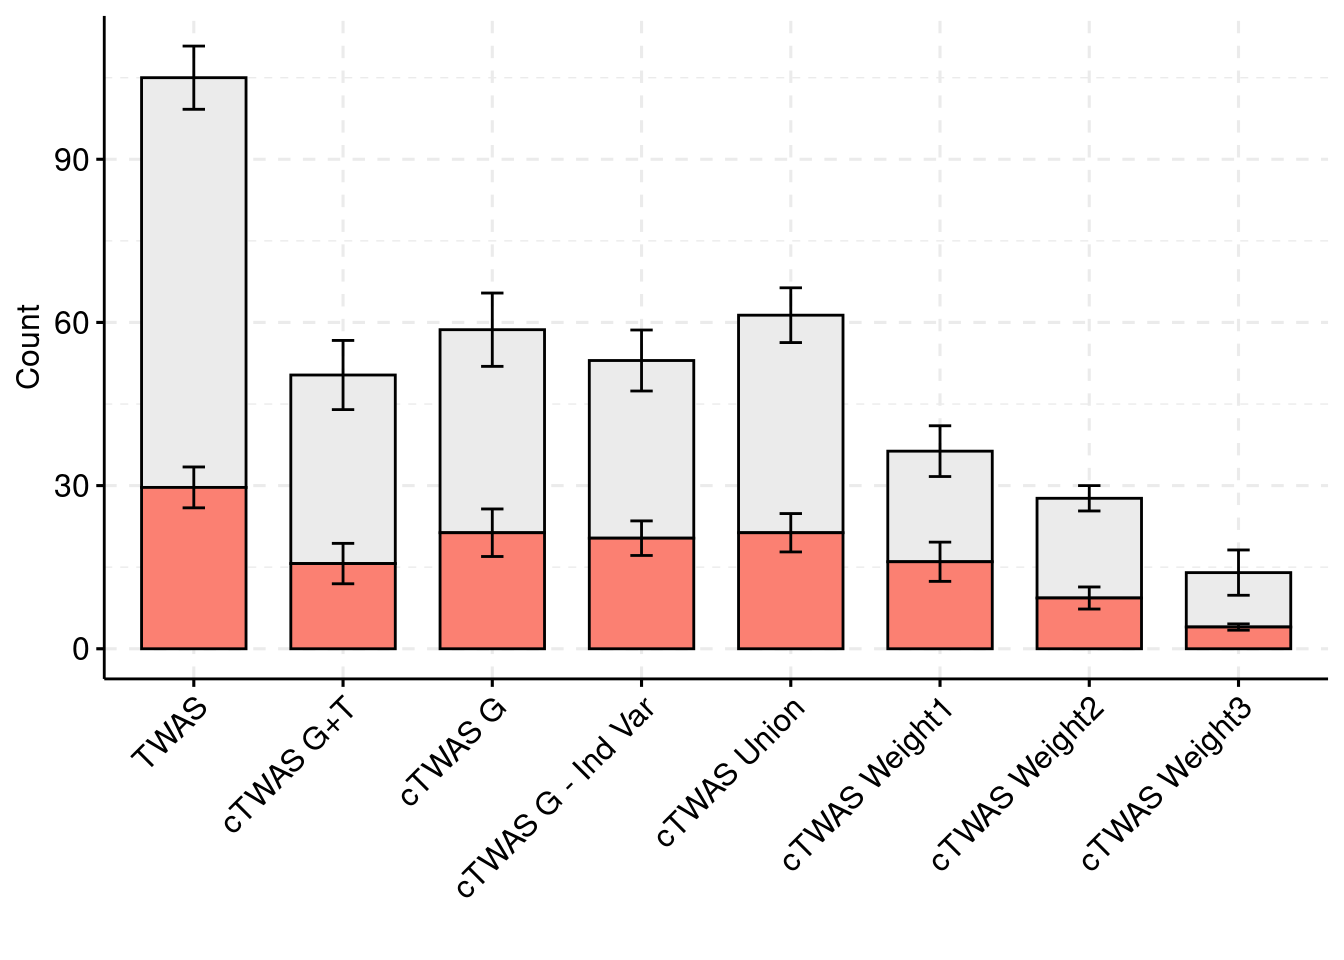 90
60
30
0
Count
TWAS
cTWAS G+T
cTWAS G
cTWAS G - Ind Var
cTWAS Union
cTWAS Weight1
cTWAS Weight2
cTWAS Weight3